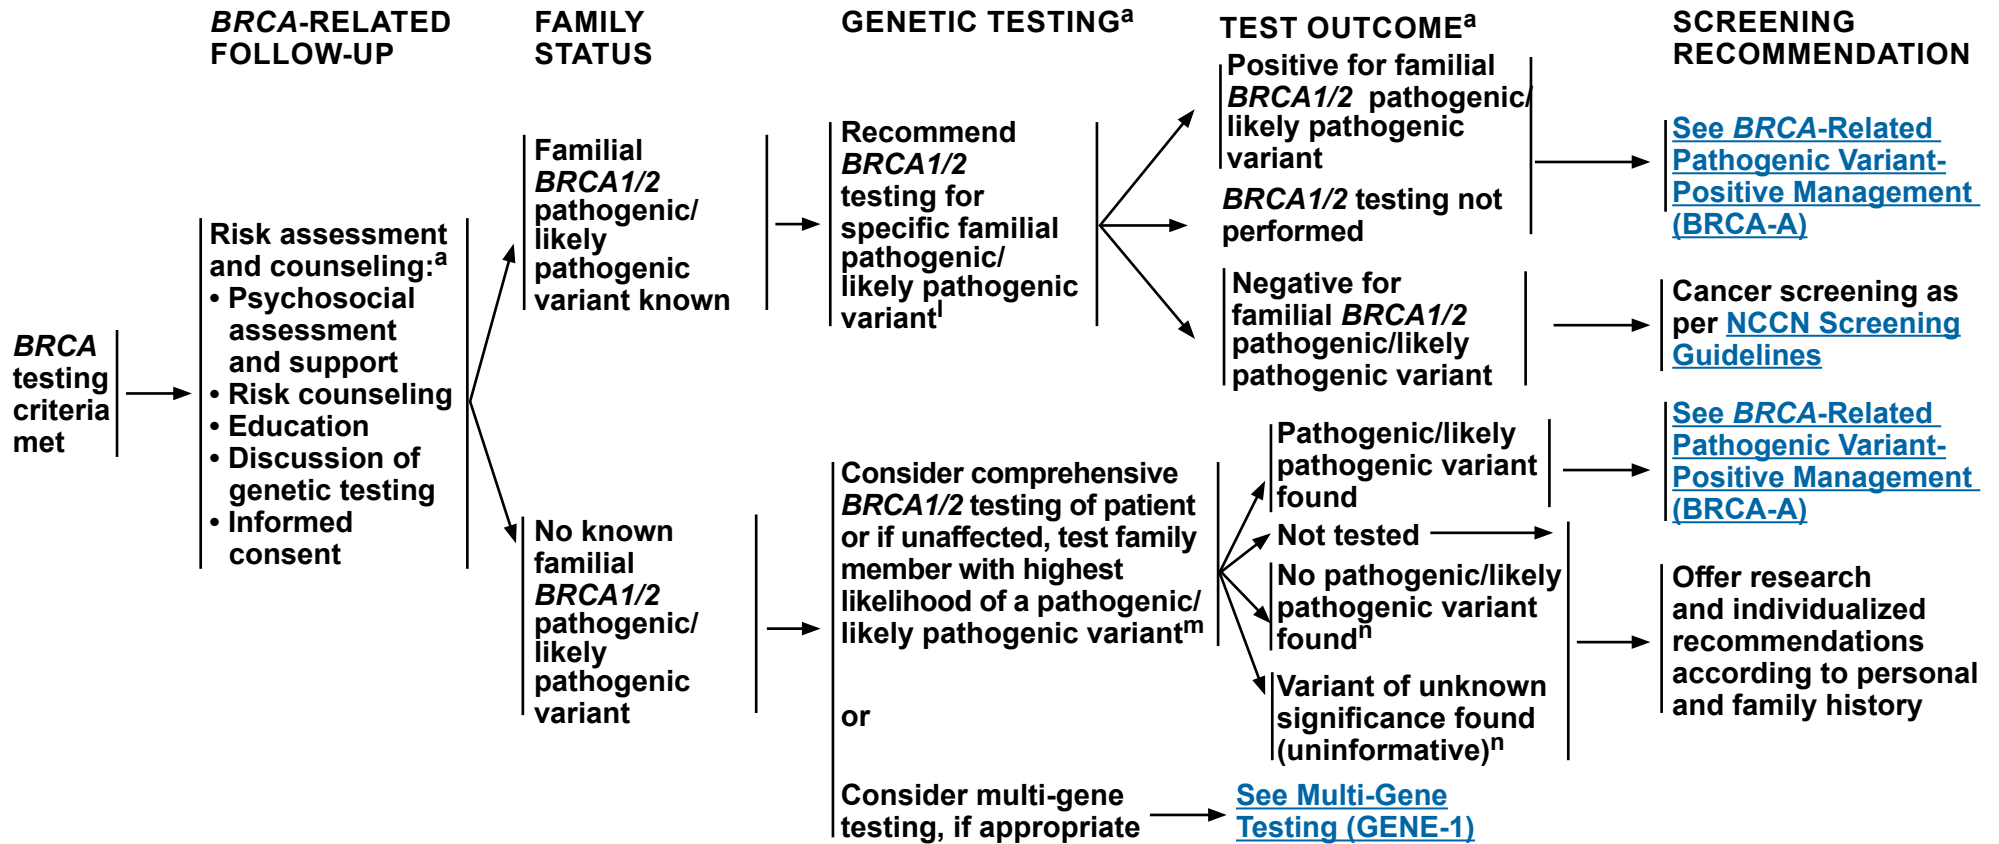 BRCA-RELATED
FOLLOW-UP
FAMILY
STATUS
GENETIC TESTINGᵃ
TEST OUTCOMEᵃ
SCREENING
RECOMMENDATION
BRCA
testing
criteria
met
Risk assessment
and counseling:ᵃ
• Psychosocial
assessment
and support
• Risk counseling
• Education
• Discussion of
genetic testing
• Informed
consent
Familial
BRCA1/2
pathogenic/
likely
pathogenic
variant known
Recommend
BRCA1/2
testing for
specific familial
pathogenic/
likely pathogenic
variantˡ
Positive for familial
BRCA1/2 pathogenic/
likely pathogenic
variant
BRCA1/2 testing not
performed
See BRCA-Related
Pathogenic Variant-
Positive Management
(BRCA-A)
Negative for
familial BRCA1/2
pathogenic/likely
pathogenic variant
Cancer screening as
per NCCN Screening
Guidelines
No known
familial
BRCA1/2
pathogenic/
likely
pathogenic
variant
Consider comprehensive
BRCA1/2 testing of patient
or if unaffected, test family
member with highest
likelihood of a pathogenic/
likely pathogenic variantᵐ
or
Consider multi-gene
testing, if appropriate
Pathogenic/likely
pathogenic variant
found
See BRCA-Related
Pathogenic Variant-
Positive Management
(BRCA-A)
Not tested
No pathogenic/likely
pathogenic variant
foundⁿ
Variant of unknown
significance found
(uninformative)ⁿ
Offer research
and individualized
recommendations
according to personal
and family history
See Multi-Gene
Testing (GENE-1)